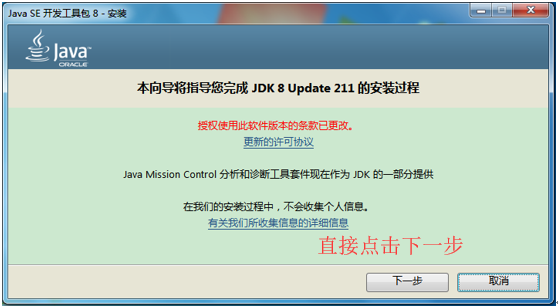 Java SE 开发工具包 8 - 安装
Java™
ORACLE
本向导将指导您完成 JDK 8 Update 211 的安装过程
授权使用此软件版本的条款已更改。
更新的许可协议
Java Mission Control 分析和诊断工具套件现在作为 JDK 的一部分提供
在我们的安装过程中，不会收集个人信息。
有关我们所收集信息的详细信息
直接点击下一步
下一步
取消